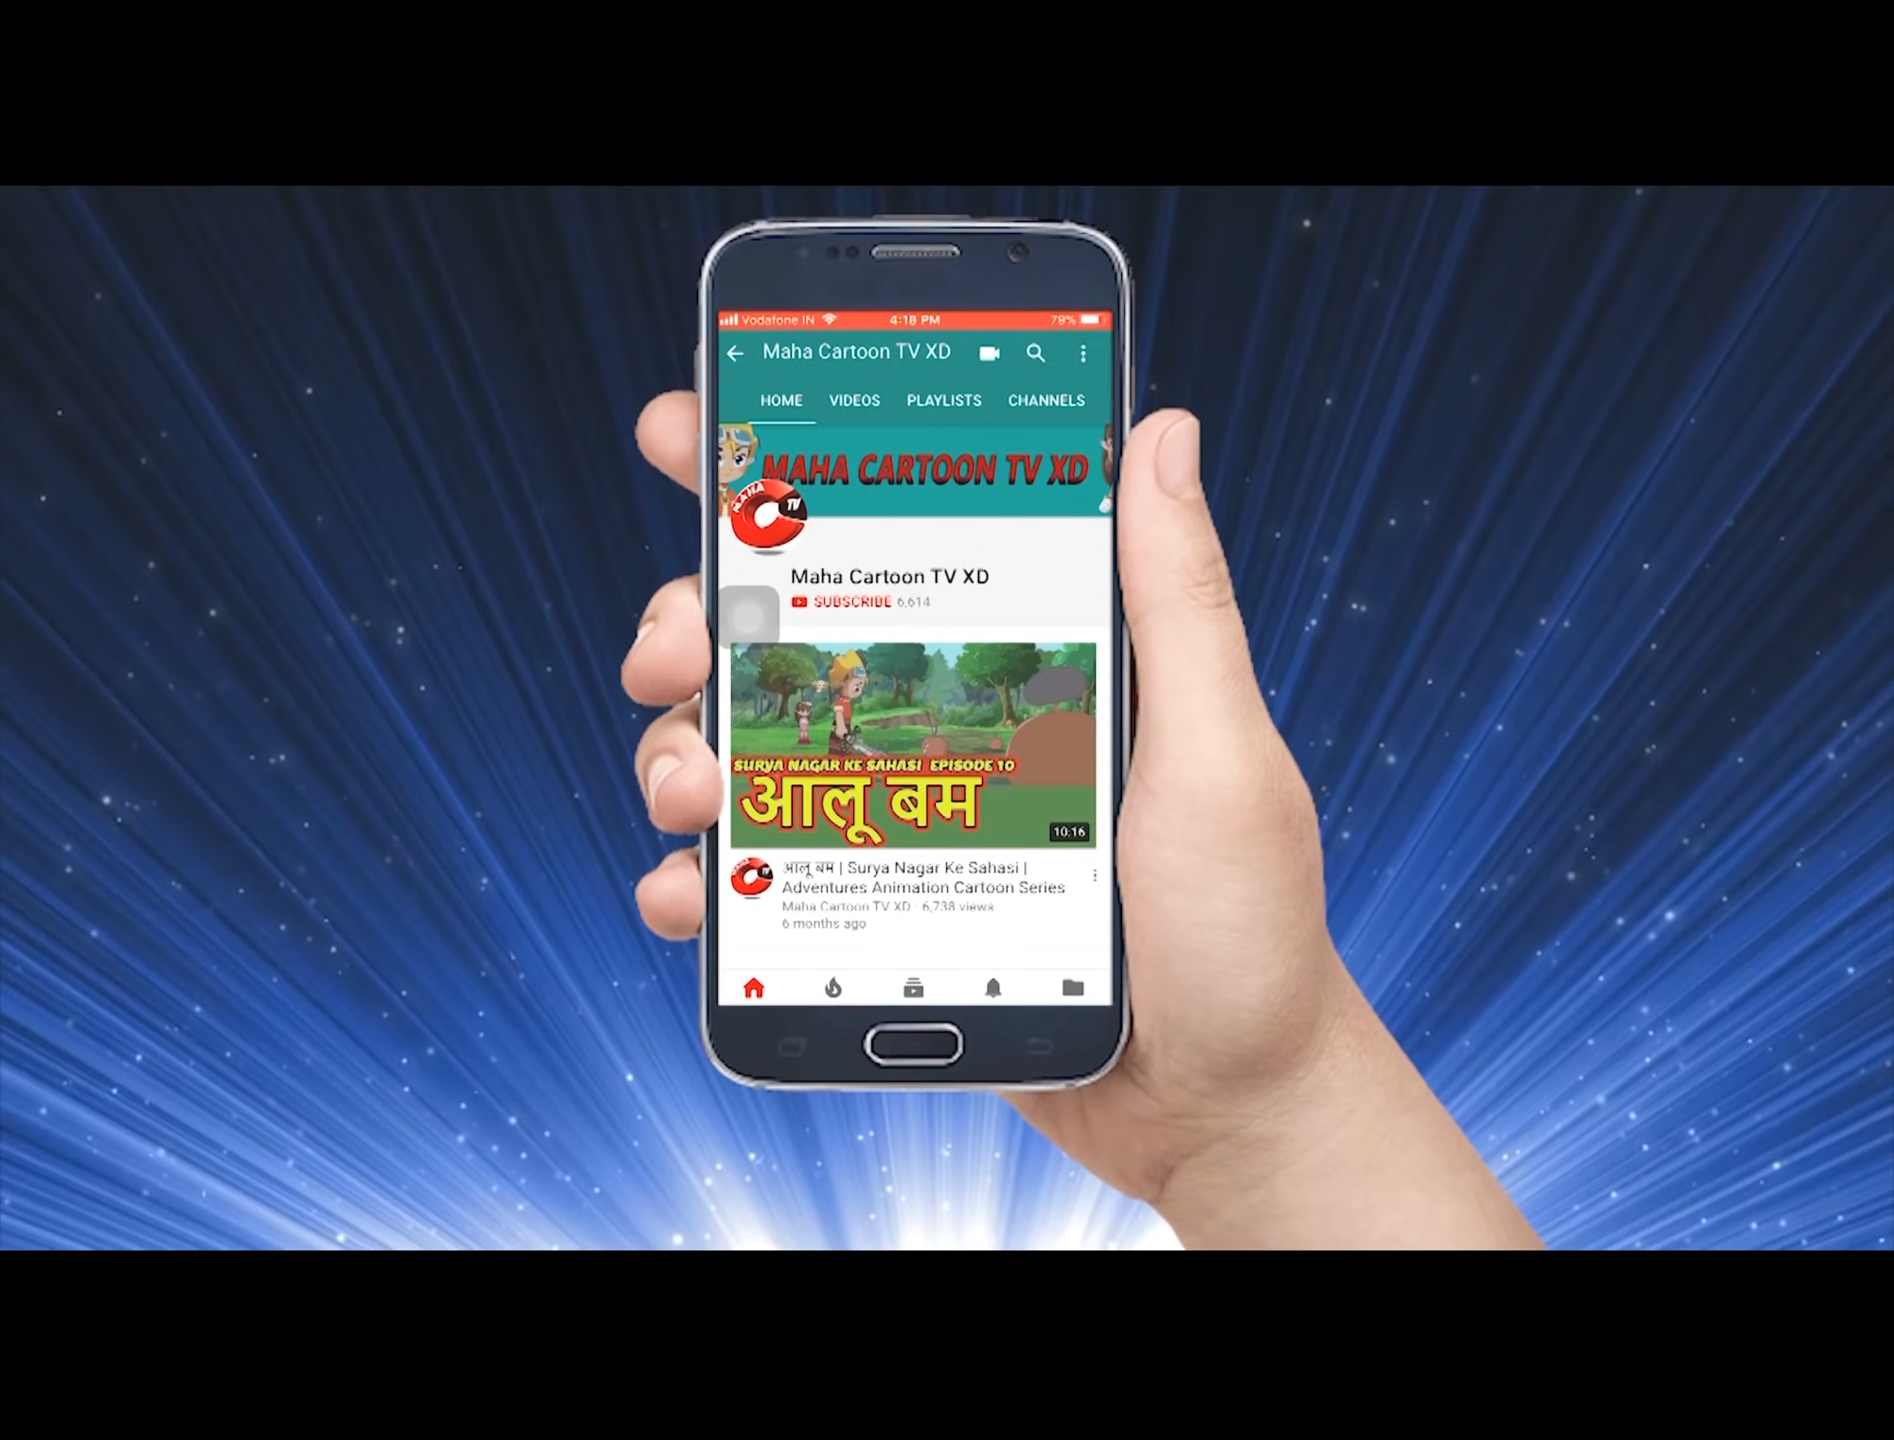 Vodafone IN 4:18 PM 79%
Maha Cartoon TV XD
HOME VIDEOS PLAYLISTS CHANNELS
MAHA CARTOON TV XD
MAHA TV
Maha Cartoon TV XD
SUBSCRIBE 6,614
SURYA NAGAR KE SAHASI EPISODE 10
आलू बम
10:16
आलू बम | Surya Nagar Ke Sahasi |
Adventures Animation Cartoon Series
Maha Cartoon TV XD · 6,738 views
6 months ago